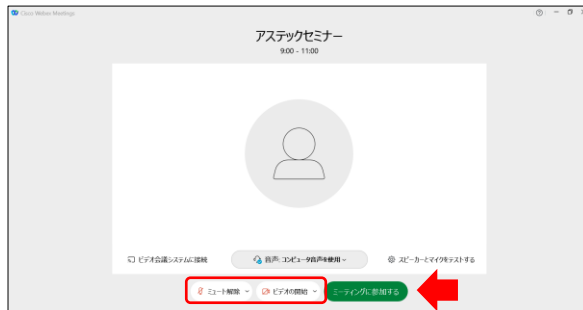 Cisco Webex Meetings
アステックセミナー
9:00 - 11:00
ビデオ会議システムに接続 音声: コンピュータ音声を使用 スピーカーとマイクをテストする
ミュート解除 ビデオの開始 ミーティングに参加する